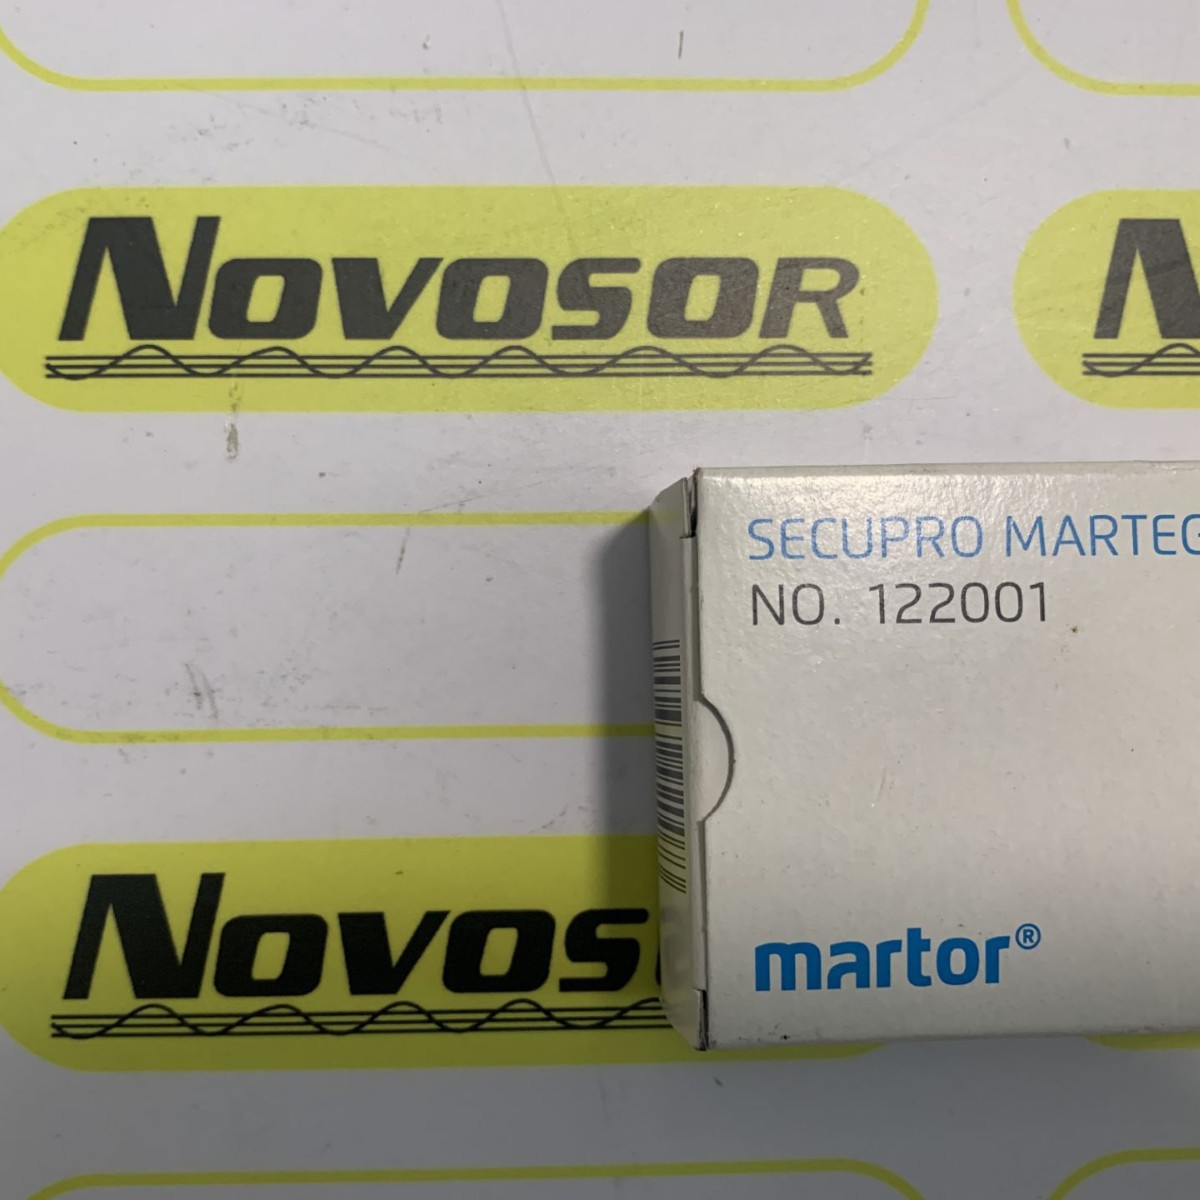 NOVOSOR
N
SECUPRO MARTEG
NO. 122001
martor®
NOVOS